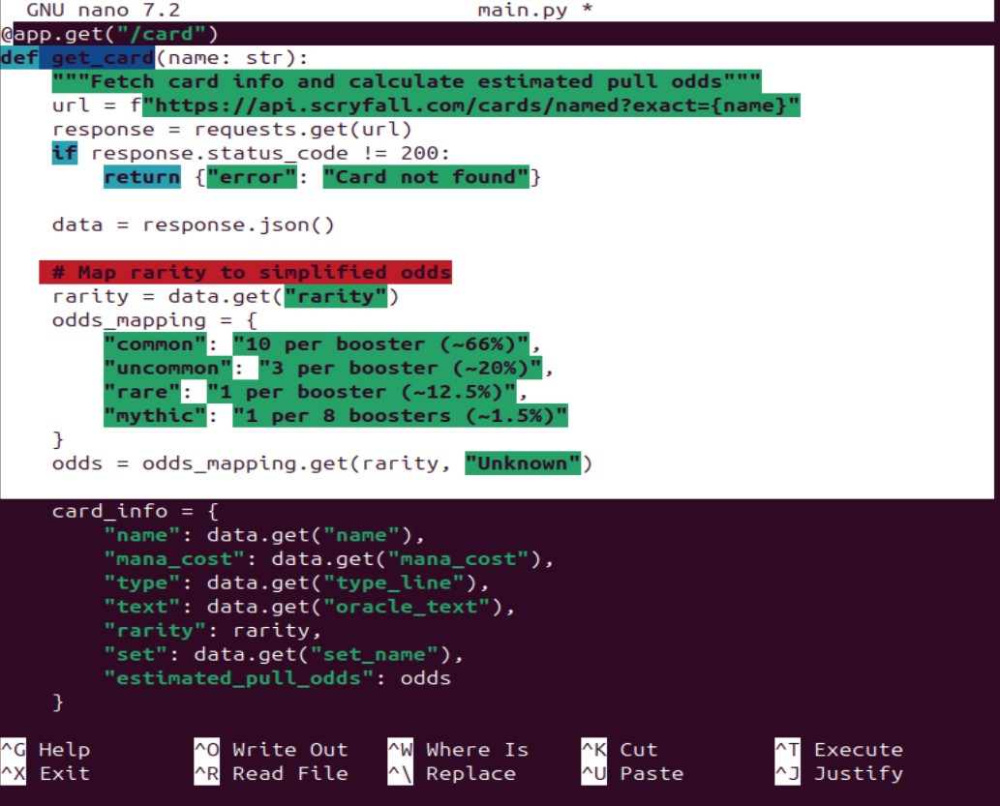 GNU nano 7.2 main.py *
@app.get("/card")
def get_card(name: str):
    """Fetch card info and calculate estimated pull odds"""
    url = f"https://api.scryfall.com/cards/named?exact={name}"
    response = requests.get(url)
    if response.status_code != 200:
        return {"error": "Card not found"}

    data = response.json()

    # Map rarity to simplified odds
    rarity = data.get("rarity")
    odds_mapping = {
        "common": "10 per booster (~66%)",
        "uncommon": "3 per booster (~20%)",
        "rare": "1 per booster (~12.5%)",
        "mythic": "1 per 8 boosters (~1.5%)"
    }
    odds = odds_mapping.get(rarity, "Unknown")

    card_info = {
        "name": data.get("name"),
        "mana_cost": data.get("mana_cost"),
        "type": data.get("type_line"),
        "text": data.get("oracle_text"),
        "rarity": rarity,
        "set": data.get("set_name"),
        "estimated_pull_odds": odds
    }

^G Help ^O Write Out ^W Where Is ^K Cut ^T Execute
^X Exit ^R Read File ^\ Replace ^U Paste ^J Justify